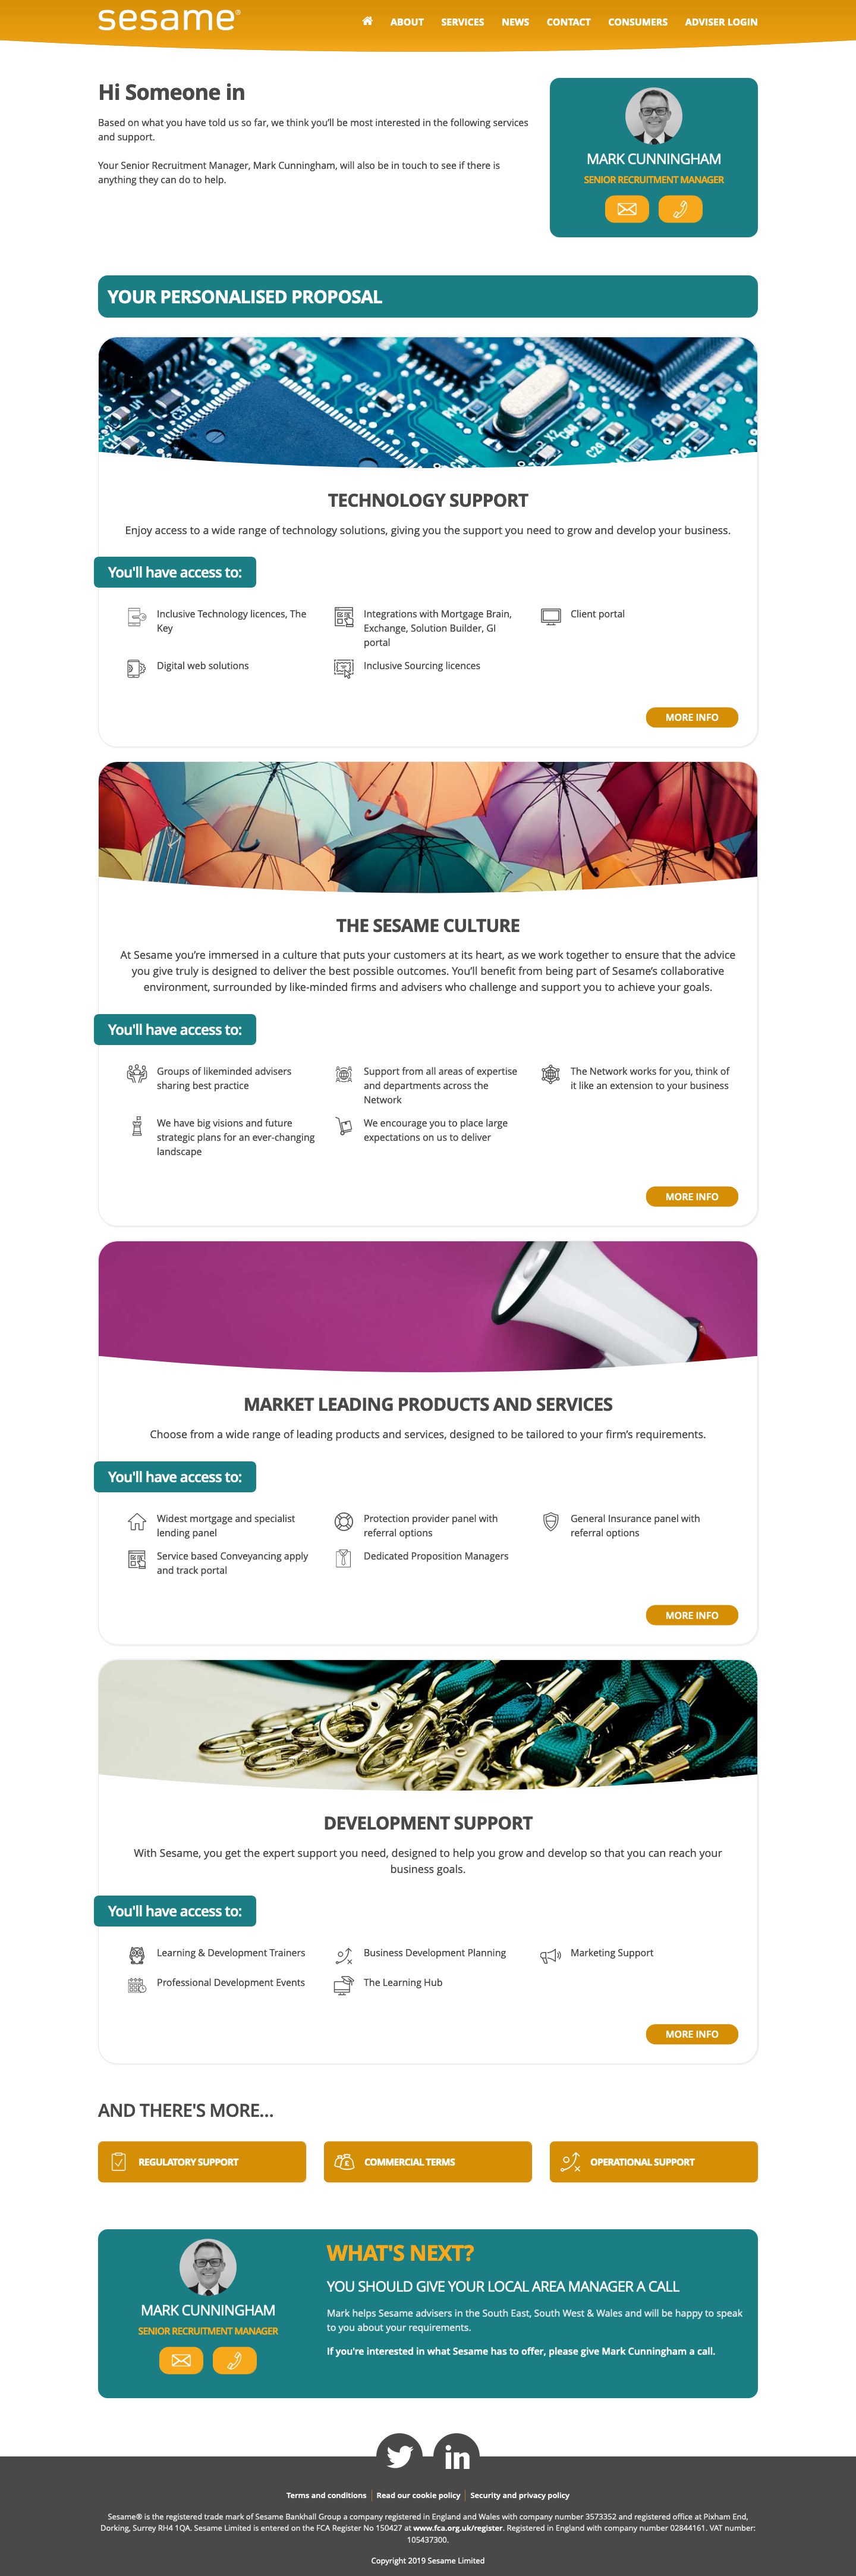 sesame®
ABOUT SERVICES NEWS CONTACT CONSUMERS ADVISER LOGIN
Hi Someone in
Based on what you have told us so far, we think you'll be most interested in the following services
and support.
Your Senior Recruitment Manager, Mark Cunningham, will also be in touch to see if there is
anything they can do to help.
MARK CUNNINGHAM
SENIOR RECRUITMENT MANAGER
YOUR PERSONALISED PROPOSAL
TECHNOLOGY SUPPORT
Enjoy access to a wide range of technology solutions, giving you the support you need to grow and develop your business.
You'll have access to:
Inclusive Technology licences, The
Key
Integrations with Mortgage Brain,
Exchange, Solution Builder, GI
portal
Client portal
Digital web solutions
Inclusive Sourcing licences
MORE INFO
THE SESAME CULTURE
At Sesame you're immersed in a culture that puts your customers at its heart, as we work together to ensure that the advice
you give truly is designed to deliver the best possible outcomes. You'll benefit from being part of Sesame's collaborative
environment, surrounded by like-minded firms and advisers who challenge and support you to achieve your goals.
You'll have access to:
Groups of likeminded advisers
sharing best practice
Support from all areas of expertise
and departments across the
Network
The Network works for you, think of
it like an extension to your business
We have big visions and future
strategic plans for an ever-changing
landscape
We encourage you to place large
expectations on us to deliver
MORE INFO
MARKET LEADING PRODUCTS AND SERVICES
Choose from a wide range of leading products and services, designed to be tailored to your firm's requirements.
You'll have access to:
Widest mortgage and specialist
lending panel
Protection provider panel with
referral options
General Insurance panel with
referral options
Service based Conveyancing apply
and track portal
Dedicated Proposition Managers
MORE INFO
DEVELOPMENT SUPPORT
With Sesame, you get the expert support you need, designed to help you grow and develop so that you can reach your
business goals.
You'll have access to:
Learning & Development Trainers
Business Development Planning
Marketing Support
Professional Development Events
The Learning Hub
MORE INFO
AND THERE'S MORE...
REGULATORY SUPPORT
COMMERCIAL TERMS
OPERATIONAL SUPPORT
MARK CUNNINGHAM
SENIOR RECRUITMENT MANAGER
WHAT'S NEXT?
YOU SHOULD GIVE YOUR LOCAL AREA MANAGER A CALL
Mark helps Sesame advisers in the South East, South West & Wales and will be happy to speak
to you about your requirements.
If you're interested in what Sesame has to offer, please give Mark Cunningham a call.
in
Terms and conditions | Read our cookie policy | Security and privacy policy
Sesame® is the registered trade mark of Sesame Bankhall Group a company registered in England and Wales with company number 3573352 and registered office at Pixham End,
Dorking, Surrey RH4 1QA. Sesame Limited is entered on the FCA Register No 150427 at www.fca.org.uk/register. Registered in England with company number 02844161. VAT number:
105437300.
Copyright 2019 Sesame Limited